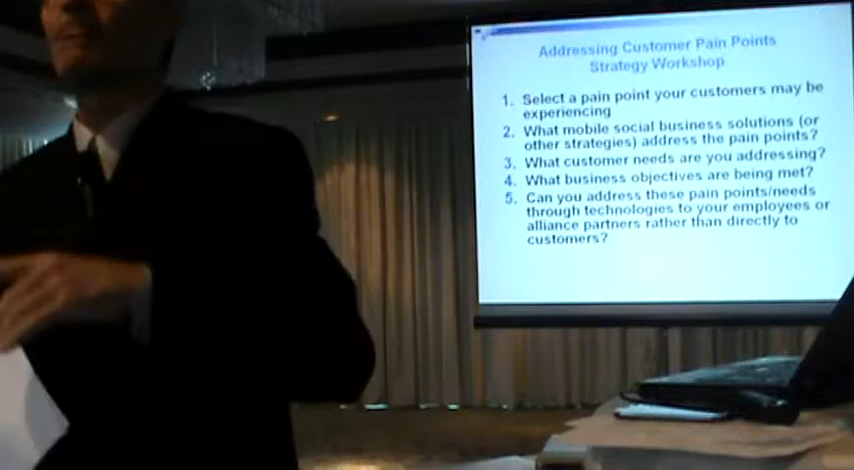 Addressing Customer Pain Points
Strategy Workshop
1. Select a pain point your customers may be
experiencing
2. What mobile social business solutions (or
other strategies) address the pain points?
3. What customer needs are you addressing?
4. What business objectives are being met?
5. Can you address these pain points/needs
through technologies to your employees or
alliance partners rather than directly to
customers?